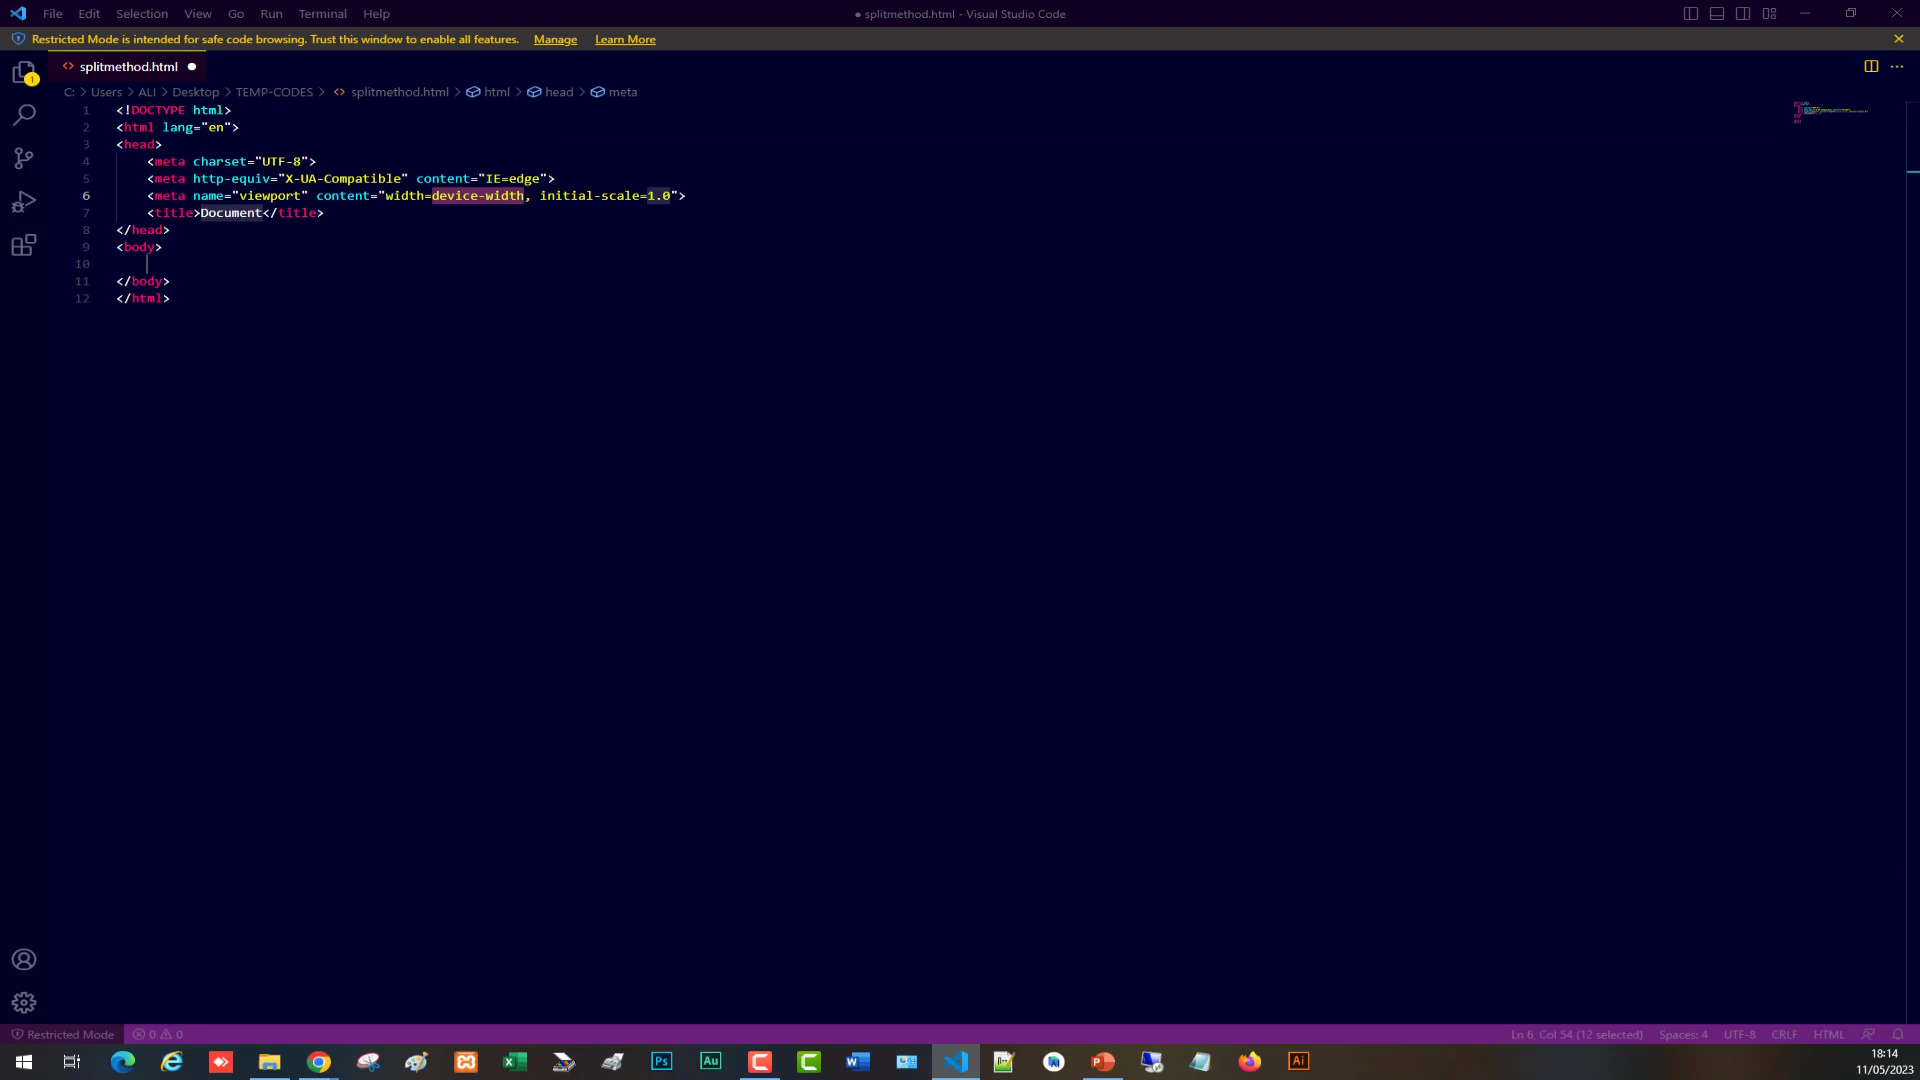 File Edit Selection View Go Run Terminal Help
● splitmethod.html - Visual Studio Code
Restricted Mode is intended for safe code browsing. Trust this window to enable all features. Manage Learn More
<> splitmethod.html ●
1
C: > Users > ALI > Desktop > TEMP-CODES > <> splitmethod.html > html > head > meta
1 <!DOCTYPE html>
2 <html lang="en">
3 <head>
4 <meta charset="UTF-8">
5 <meta http-equiv="X-UA-Compatible" content="IE=edge">
6 <meta name="viewport" content="width=device-width, initial-scale=1.0">
7 <title>Document</title>
8 </head>
9 <body>
10
11 </body>
12 </html>
Restricted Mode 0 0 Ln 6, Col 54 (12 selected) Spaces: 4 UTF-8 CRLF HTML
Ps Au Ai
18:14
11/05/2023